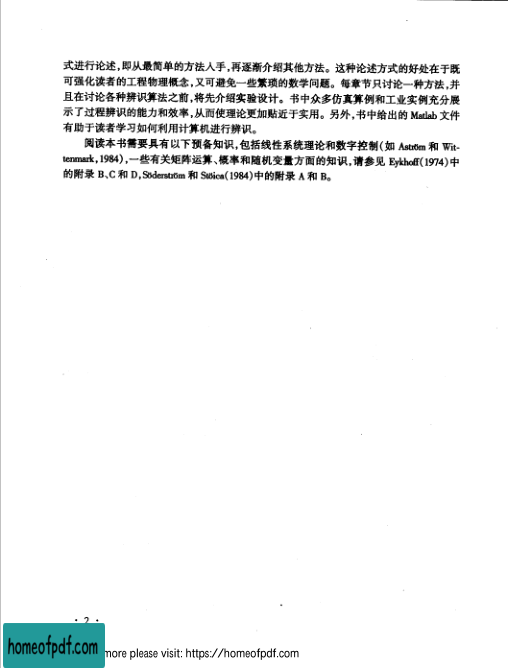 式进行论述,即从最简单的方法入手,再逐渐介绍其他方法。这种论述方式的好处在于既
可强化读者的工程物理概念,又可避免一些繁琐的数学问题。每章节只讨论一种方法,并
且在讨论各种辨识算法之前,将先介绍实验设计。书中众多仿真算例和工业实例充分展
示了过程辨识的能力和效率,从而使理论更加贴近于实用。另外,书中给出的 Matlab 文件
有助于读者学习如何利用计算机进行辨识。
阅读本书需要具有以下预备知识,包括线性系统理论和数字控制(如 Aström 和 Wit-
tenmark,1984),一些有关矩阵运算、概率和随机变量方面的知识,请参见 Eykhoff(1974)中
的附录 B、C 和 D,Söderström 和 Stöica(1984)中的附录 A 和 B。
· 2 ·
homeofpdf.com more please visit: https://homeofpdf.com